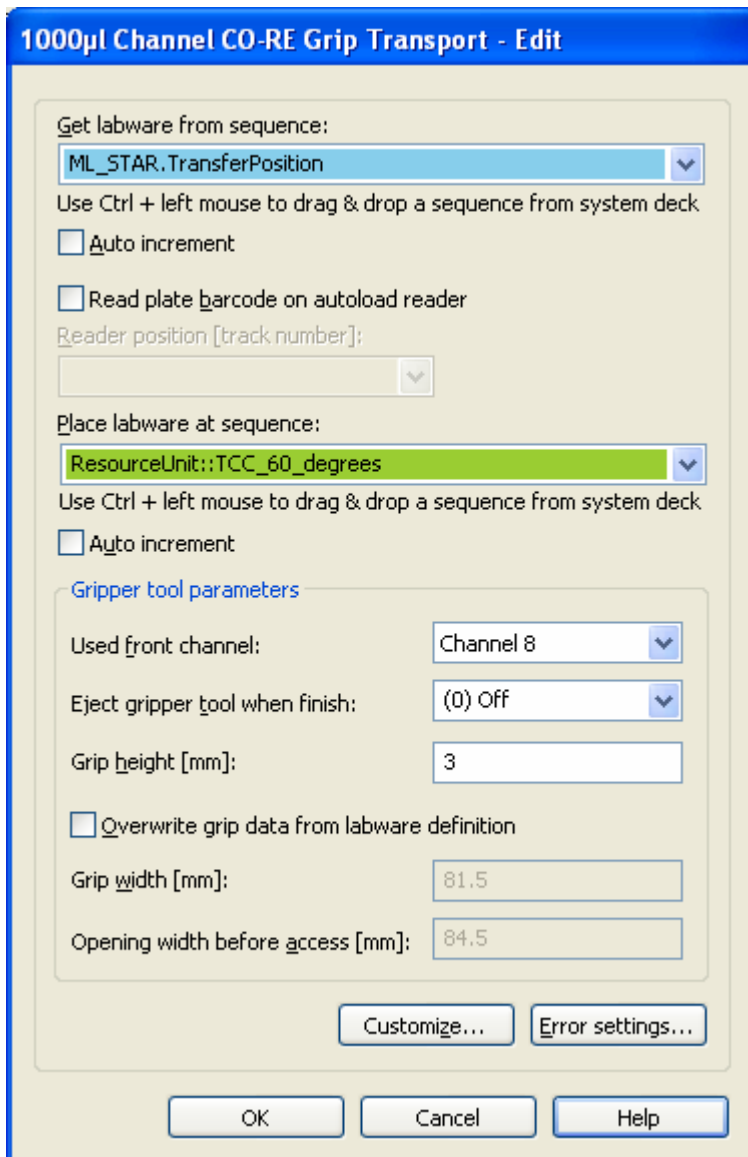 1000µl Channel CO-RE Grip Transport - Edit
Get labware from sequence:
ML_STAR.TransferPosition
Use Ctrl + left mouse to drag & drop a sequence from system deck
Auto increment
Read plate barcode on autoload reader
Reader position [track number]:
Place labware at sequence:
ResourceUnit::TCC_60_degrees
Use Ctrl + left mouse to drag & drop a sequence from system deck
Auto increment
Gripper tool parameters
Used front channel: Channel 8
Eject gripper tool when finish: (0) Off
Grip height [mm]: 3
Overwrite grip data from labware definition
Grip width [mm]: 81.5
Opening width before access [mm]: 84.5
Customize... Error settings...
OK Cancel Help